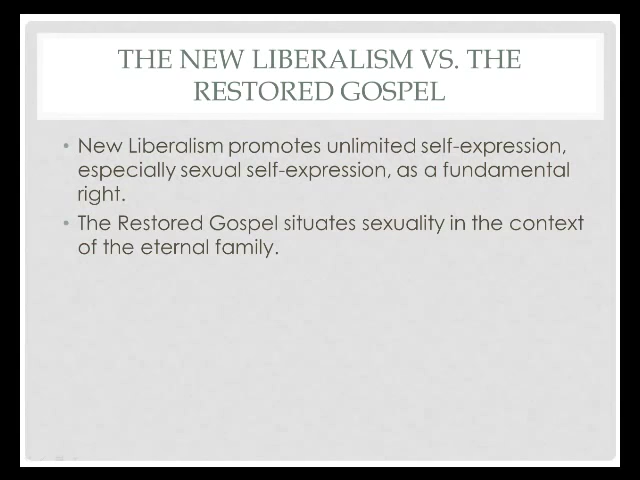 THE NEW LIBERALISM VS. THE
RESTORED GOSPEL
• New Liberalism promotes unlimited self-expression,
especially sexual self-expression, as a fundamental
right.
• The Restored Gospel situates sexuality in the context
of the eternal family.